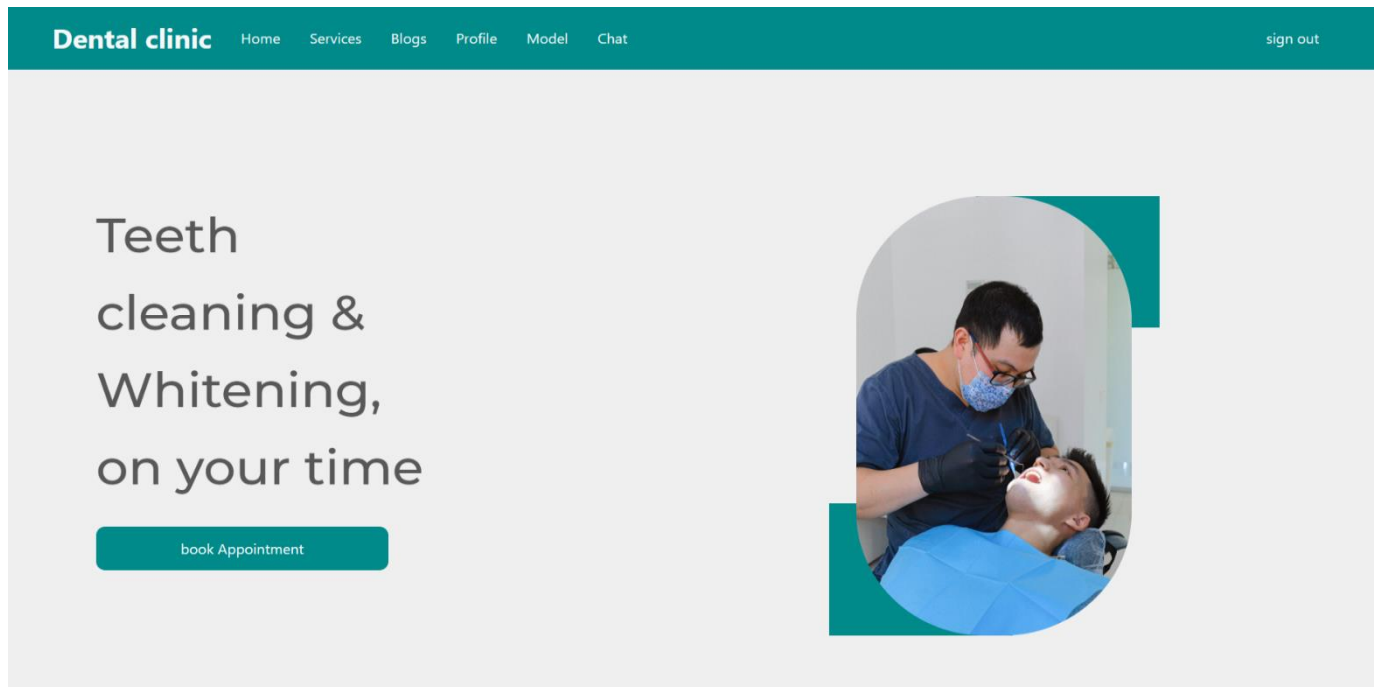 Dental clinic Home Services Blogs Profile Model Chat sign out
Teeth
cleaning &
Whitening,
on your time
book Appointment